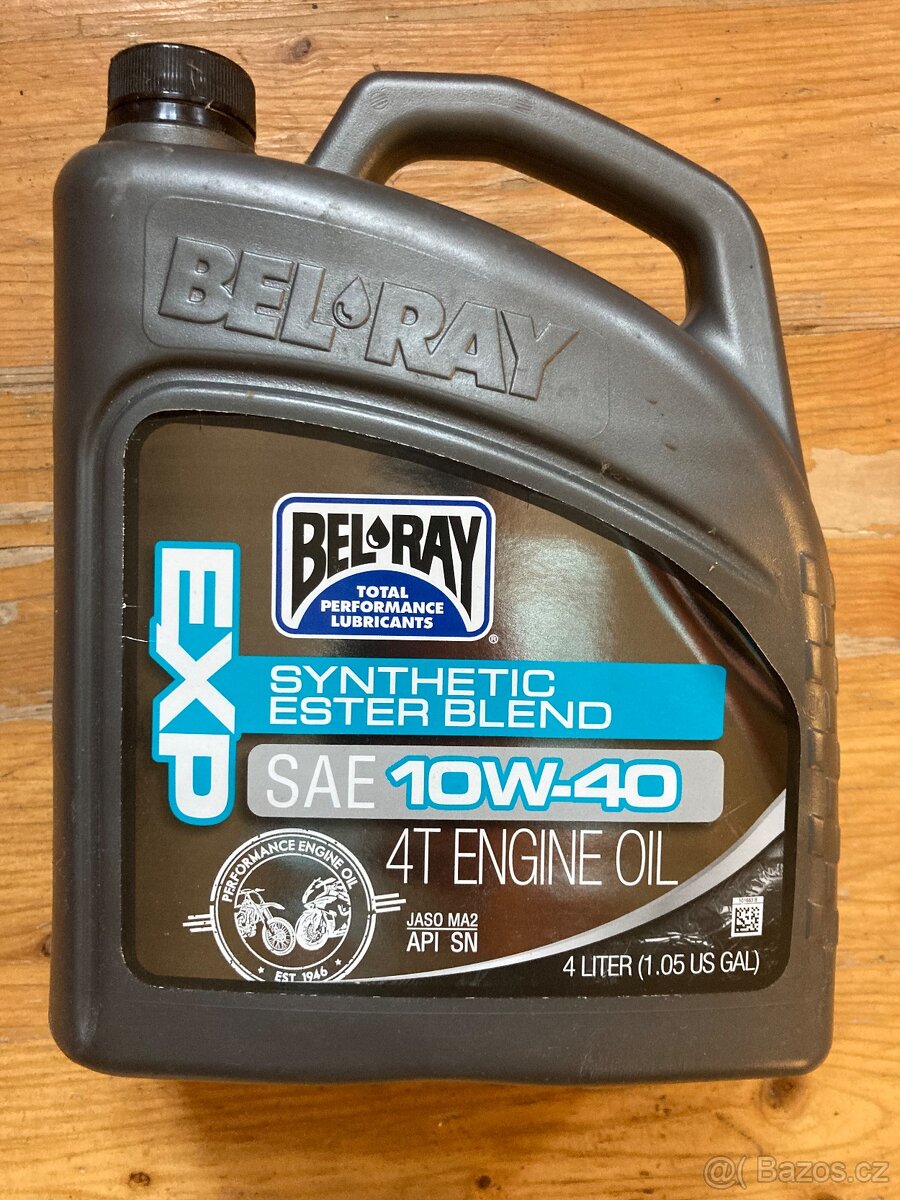 BEL RAY
BEL RAY
TOTAL
PERFORMANCE
LUBRICANTS
®
EXP
SYNTHETIC
ESTER BLEND
SAE 10W-40
4T ENGINE OIL
PERFORMANCE ENGINE OIL
EST 1946
JASO MA2
API SN
4 LITER (1.05 US GAL)
@( Bazos.cz